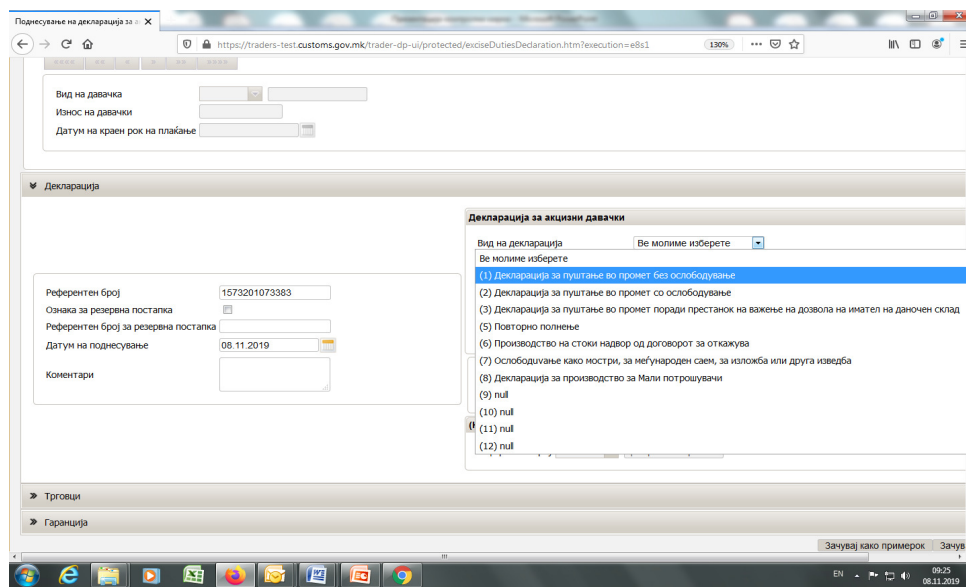 Поднесување на декларација за а
https://traders-test.customs.gov.mk/trader-dp-ui/protected/exciseDutiesDeclaration.htm?execution=e8s1
130%
Вид на давачка
Износ на давачки
Датум на краен рок на плаќање
Декларација
Декларација за акцизни давачки
Вид на декларација Ве молиме изберете
Ве молиме изберете
(1) Декларација за пуштање во промет без ослободување
(2) Декларација за пуштање во промет со ослободување
(3) Декларација за пуштање во промет поради престанок на важење на дозвола на имател на даночен склад
(5) Повторно полнење
(6) Производство на стоки надвор од договорот за откажува
(7) Ослободuvање како мостри, за меѓународен саем, за изложба или друга изведба
(8) Декларација за производство за Мали потрошувачи
(9) null
(10) null
(11) null
(12) null
Референтен број 1573201073383
Ознака за резервна постапка
Референтен број за резервна постапка
Датум на поднесување 08.11.2019
Коментари
Трговци
Гаранција
Зачувај како примерок Зачув
EN 09:25
08.11.2019